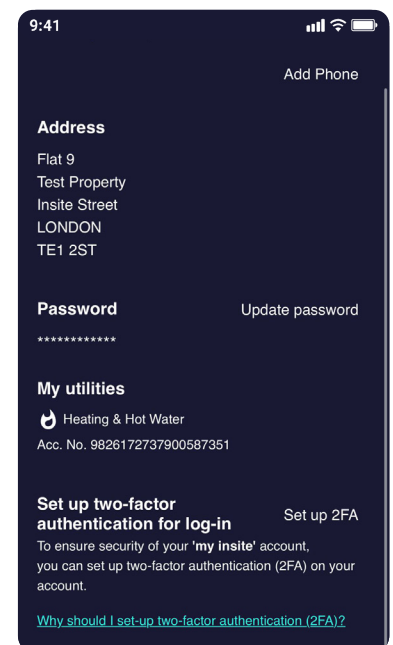 9:41
Add Phone
Address
Flat 9
Test Property
Insite Street
LONDON
TE1 2ST
Password
Update password
************
My utilities
Heating & Hot Water
Acc. No. 9826172737900587351
Set up two-factor
authentication for log-in
Set up 2FA
To ensure security of your 'my insite' account,
you can set up two-factor authentication (2FA) on your
account.
Why should I set-up two-factor authentication (2FA)?